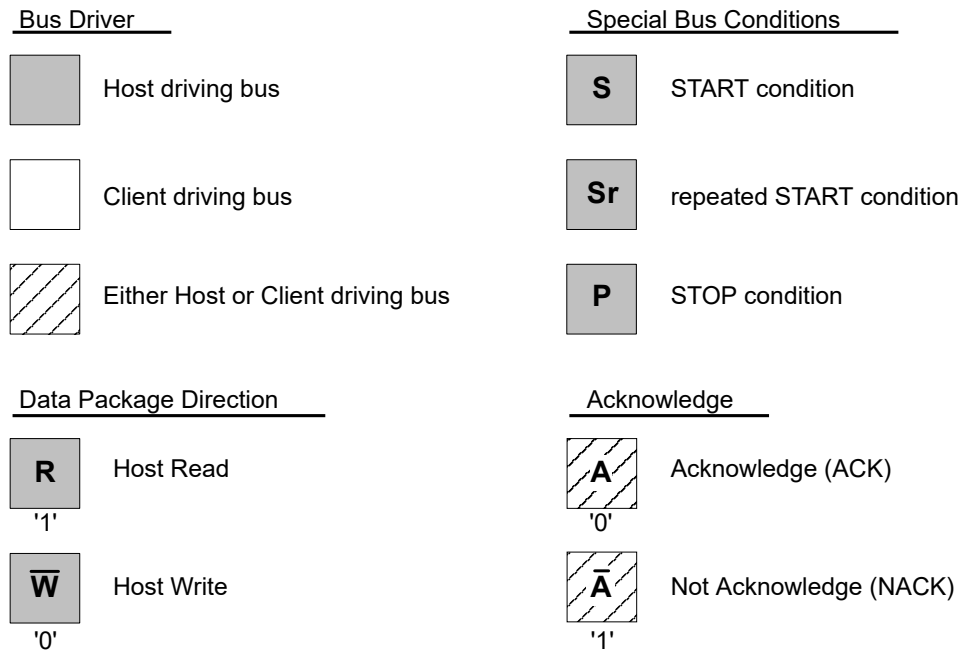 Bus Driver
Host driving bus
Client driving bus
Either Host or Client driving bus
Special Bus Conditions
S START condition
Sr repeated START condition
P STOP condition
Data Package Direction
R Host Read
'1'
W̅ Host Write
'0'
Acknowledge
A Acknowledge (ACK)
'0'
A̅ Not Acknowledge (NACK)
'1'